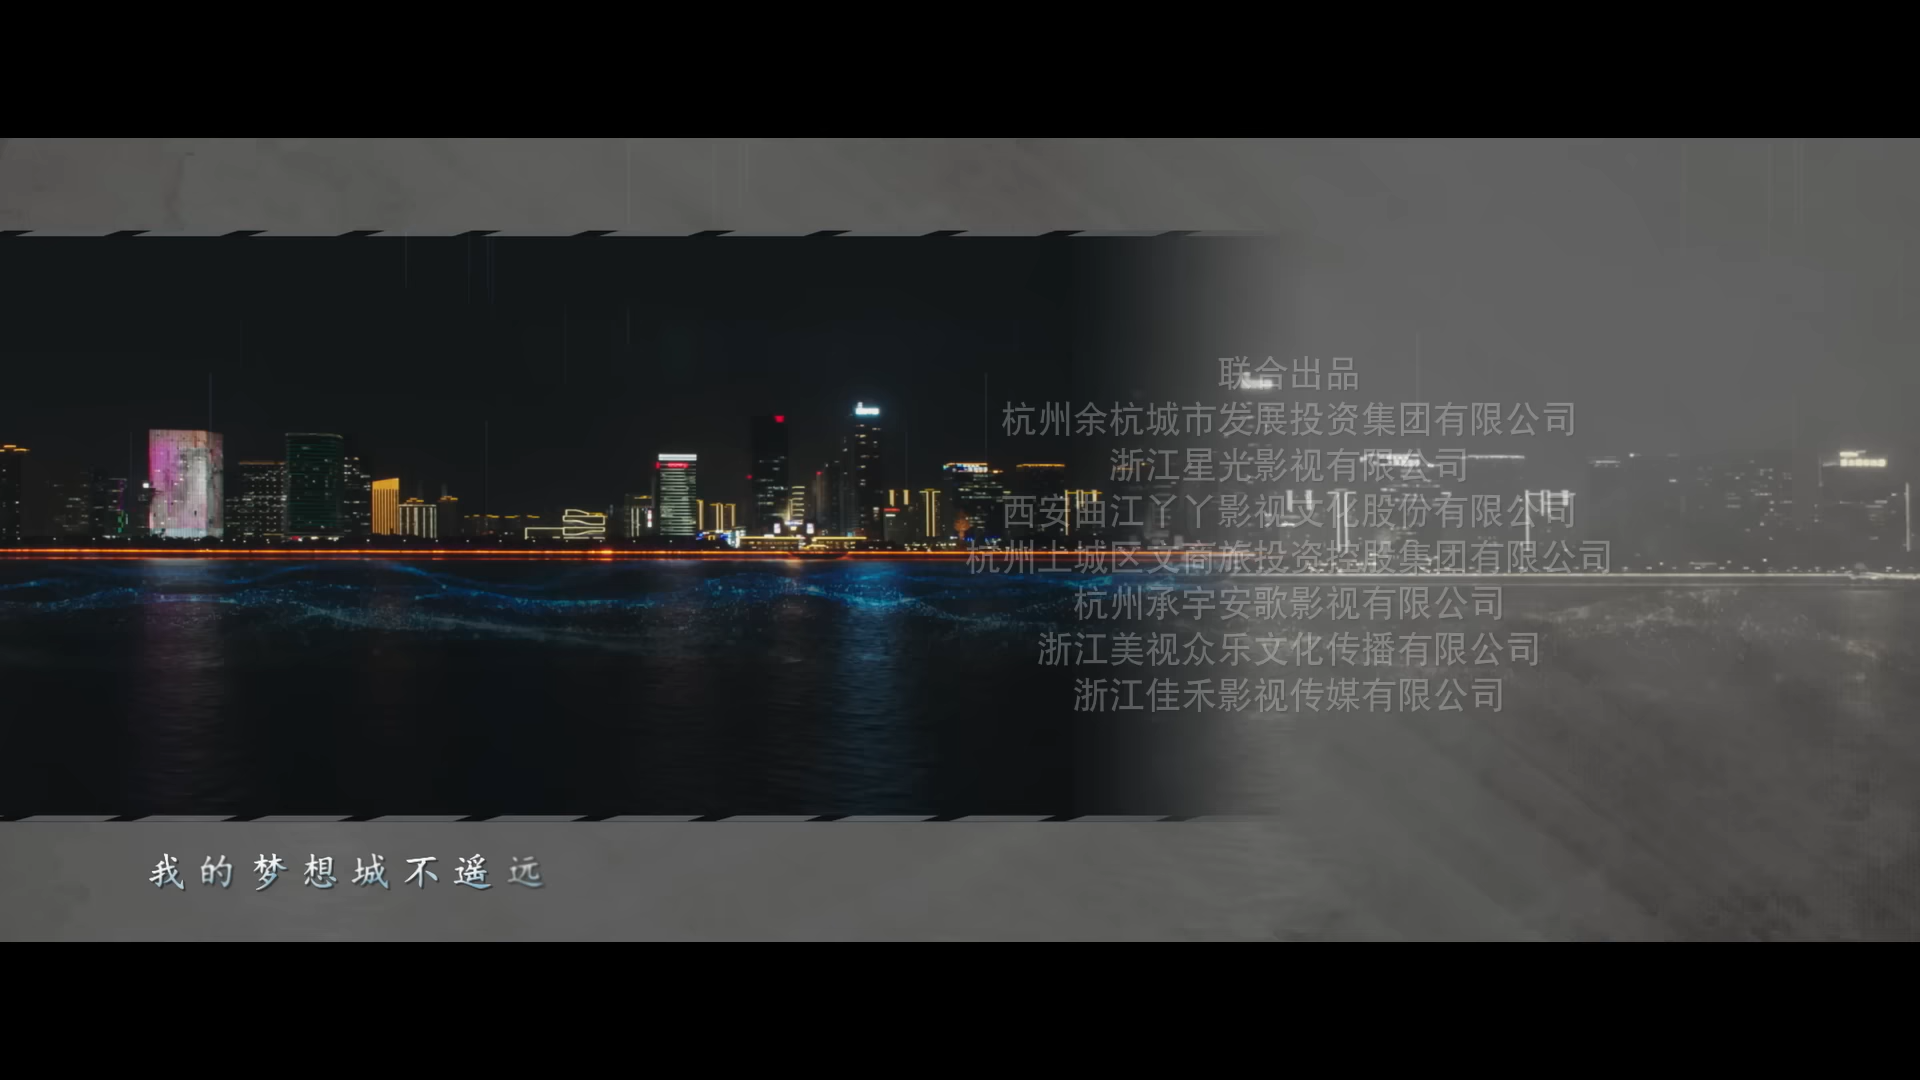 联合出品
杭州余杭城市发展投资集团有限公司
浙江星光影视有限公司
西安曲江丫丫影视文化股份有限公司
杭州上城区文商旅投资控股集团有限公司
杭州承宇安歌影视有限公司
浙江美视众乐文化传播有限公司
浙江佳禾影视传媒有限公司
我的梦想城不遥远